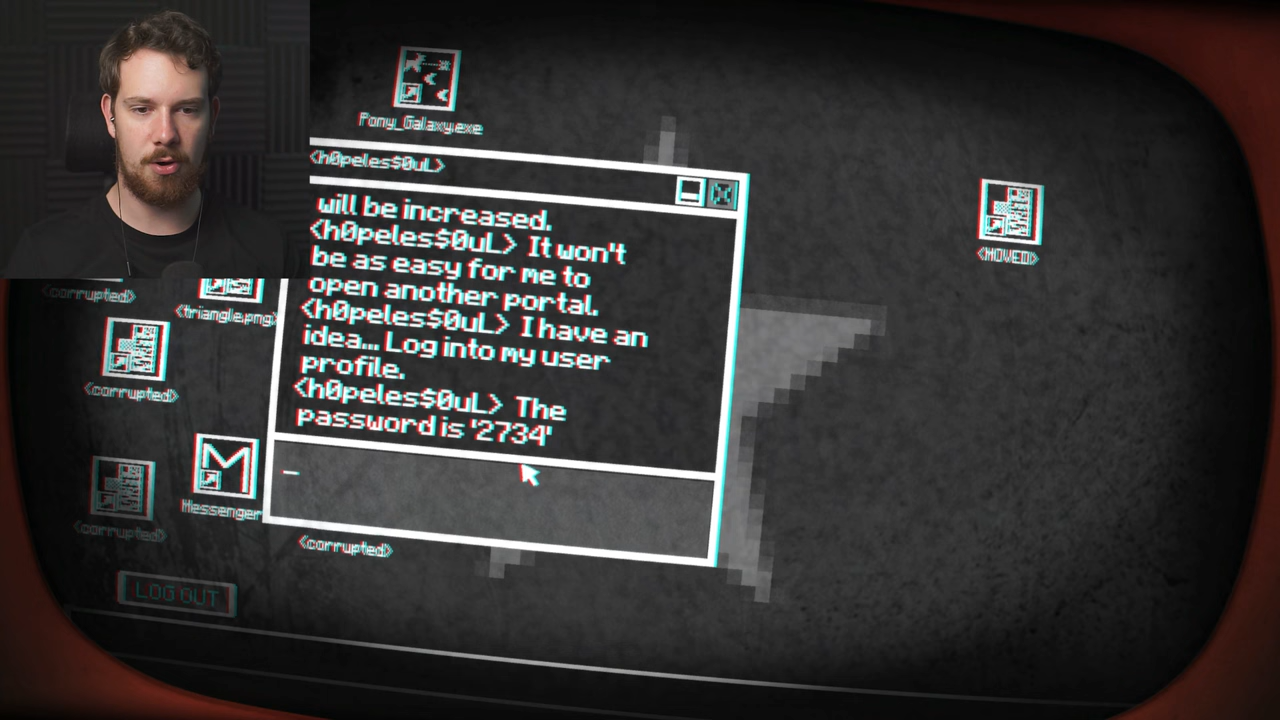 Pony_Galaxy.exe
<h0peles$0uL>
will be increased.
<h0peles$0uL> It won't
be as easy for me to
open another portal.
<h0peles$0uL> I have an
idea... Log into my user
profile.
<h0peles$0uL> The
password is '2734'
_
<MOVED>
<corrupted>
<triangle.png>
<corrupted>
Messenger
<corrupted>
<corrupted>
LOG OUT